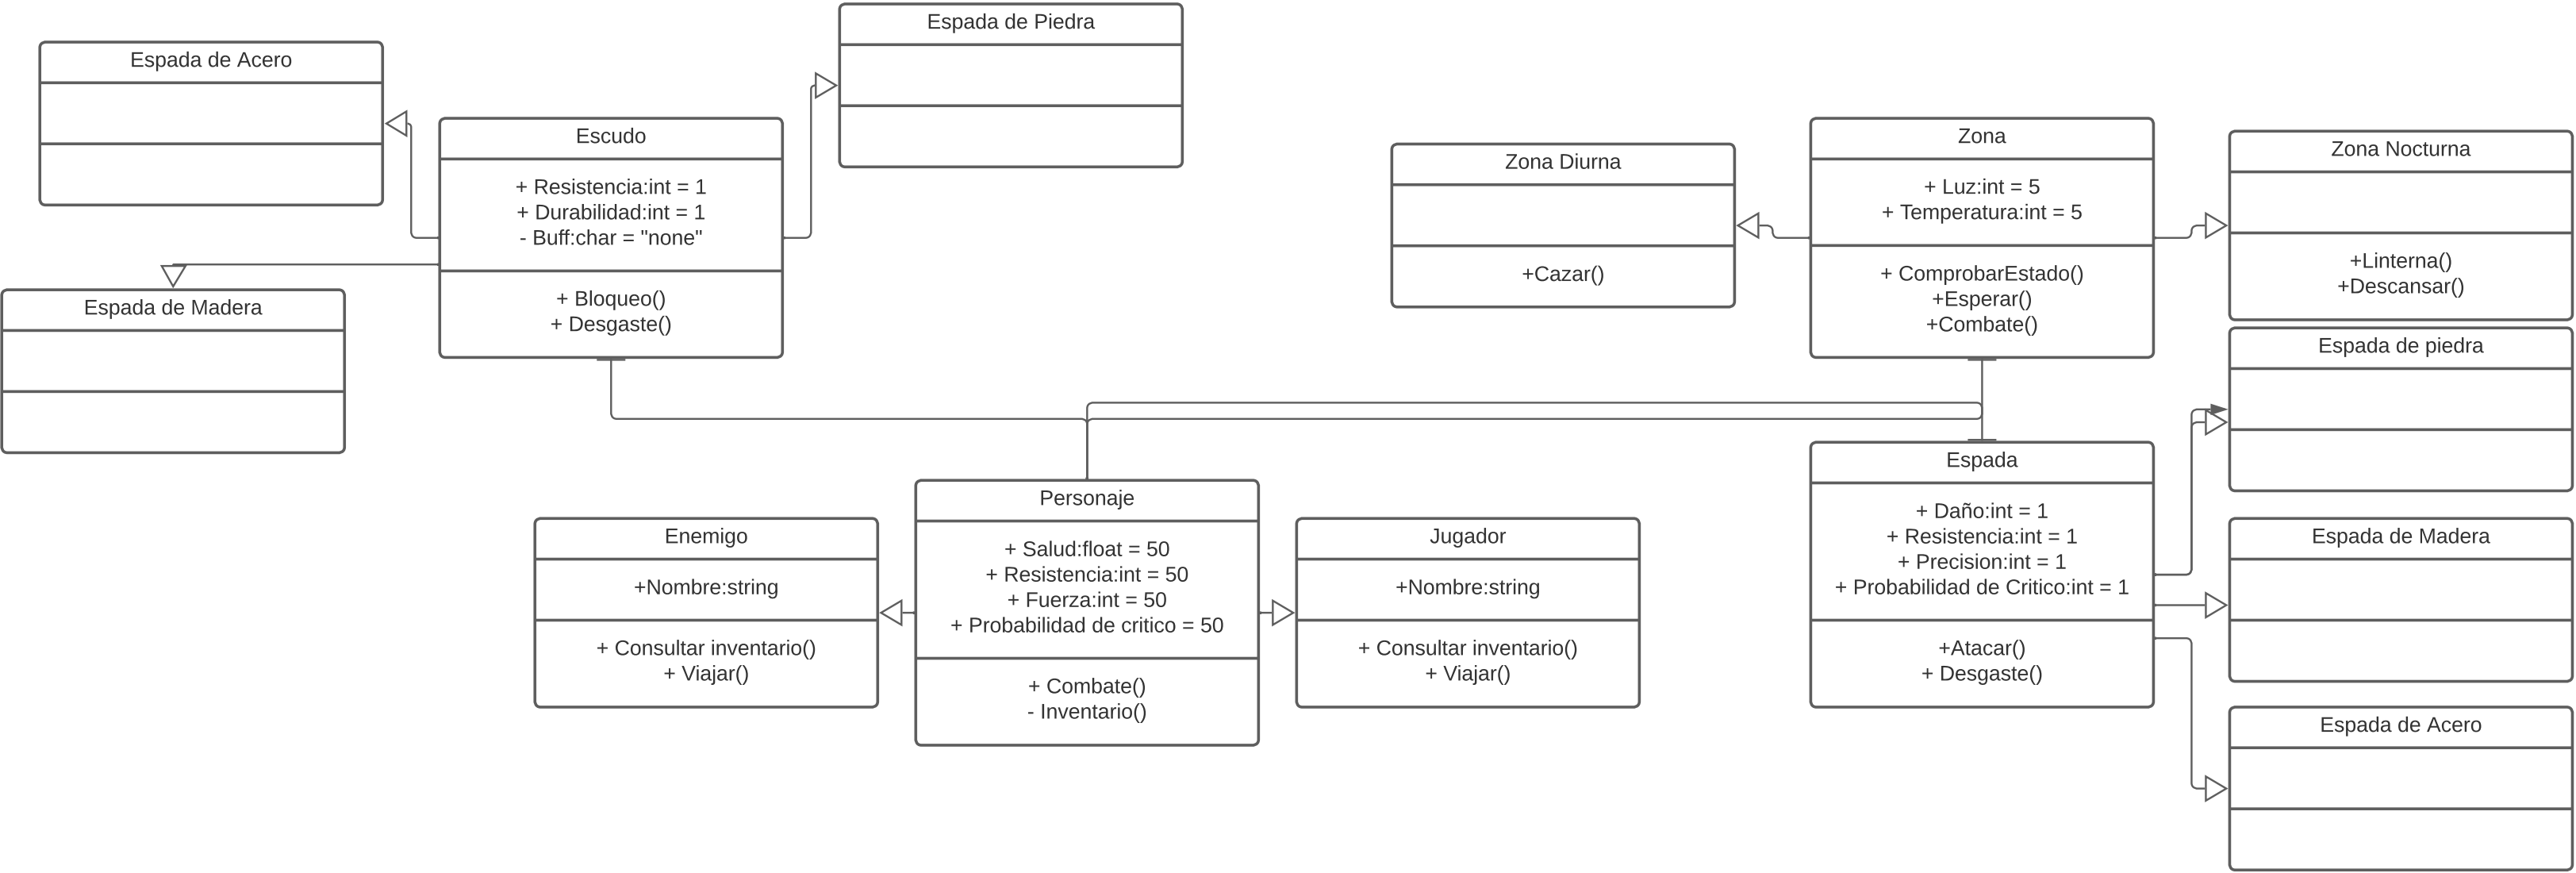 Espada de Piedra
Espada de Acero
Escudo
+ Resistencia:int = 1
+ Durabilidad:int = 1
- Buff:char = "none"
+ Bloqueo()
+ Desgaste()
Espada de Madera
Zona Diurna
+Cazar()
Zona
+ Luz:int = 5
+ Temperatura:int = 5
+ ComprobarEstado()
+Esperar()
+Combate()
Zona Nocturna
+Linterna()
+Descansar()
Espada de piedra
Enemigo
+Nombre:string
+ Consultar inventario()
+ Viajar()
Personaje
+ Salud:float = 50
+ Resistencia:int = 50
+ Fuerza:int = 50
+ Probabilidad de critico = 50
+ Combate()
- Inventario()
Jugador
+Nombre:string
+ Consultar inventario()
+ Viajar()
Espada
+ Daño:int = 1
+ Resistencia:int = 1
+ Precision:int = 1
+ Probabilidad de Critico:int = 1
+Atacar()
+ Desgaste()
Espada de Madera
Espada de Acero